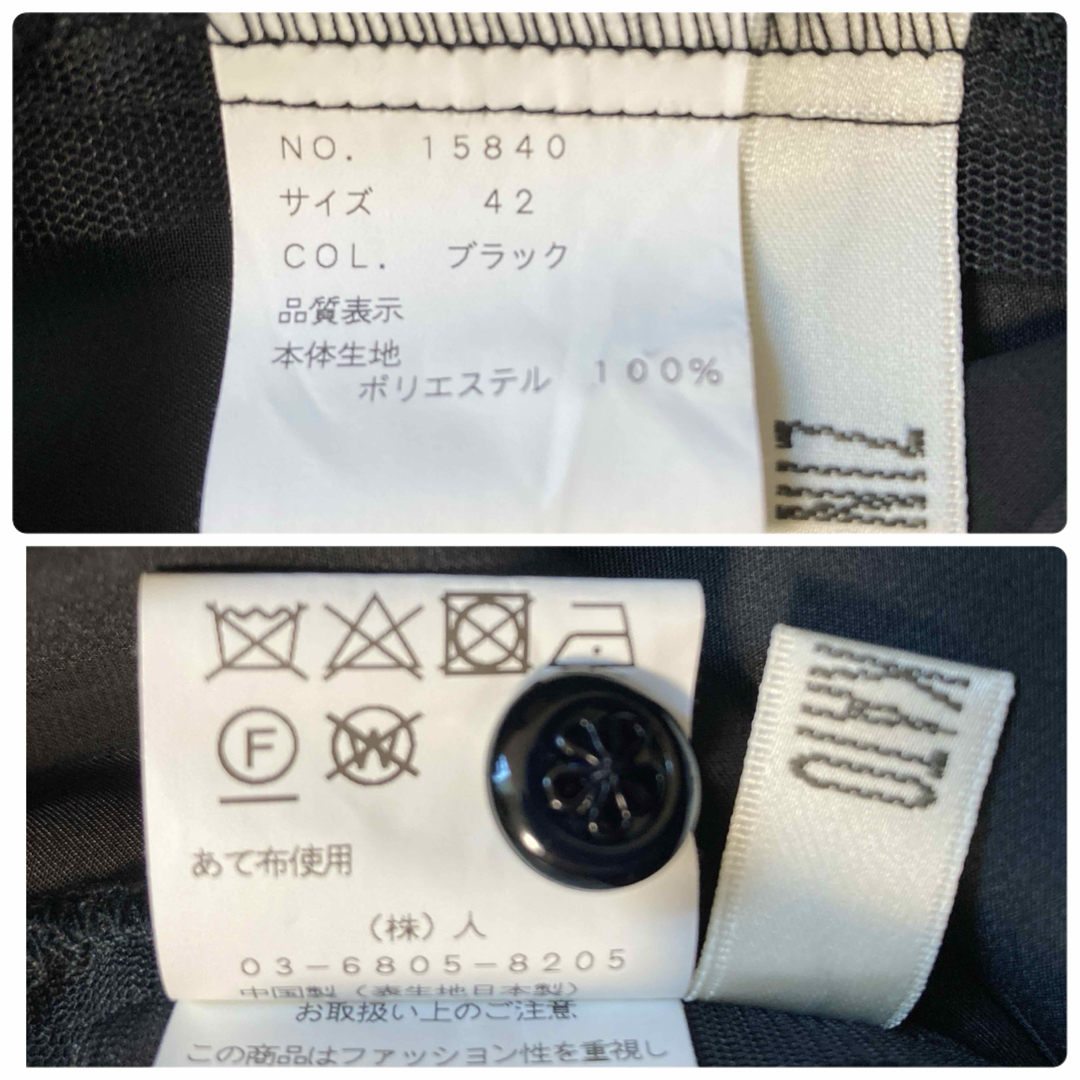 NO. 15840
サイズ 42
COL. ブラック
品質表示
本体生地
ポリエステル 100%
F
W
あて布使用
(株)人
03-6805-8205
中国製(表生地日本製)
お取扱い上のご注意
この商品はファッション性を重視し
KAITO